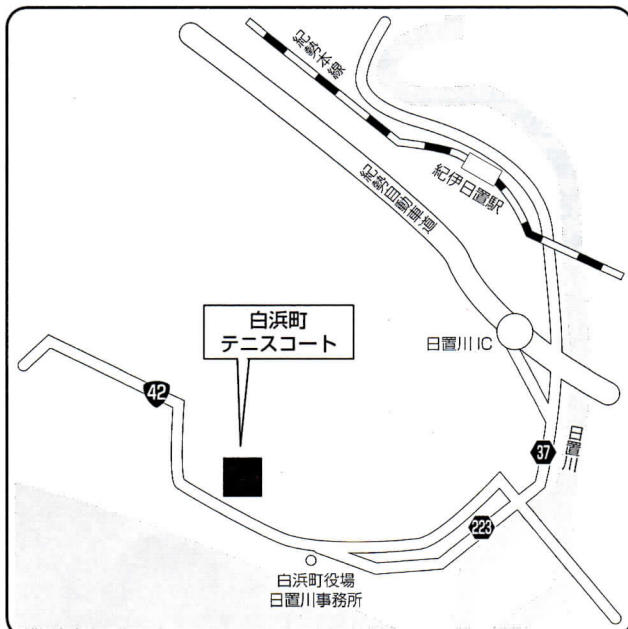 紀勢本線
紀伊日置駅
紀勢自動車道
白浜町
テニスコート
日置川IC
42
37
日置川
223
白浜町役場
日置川事務所